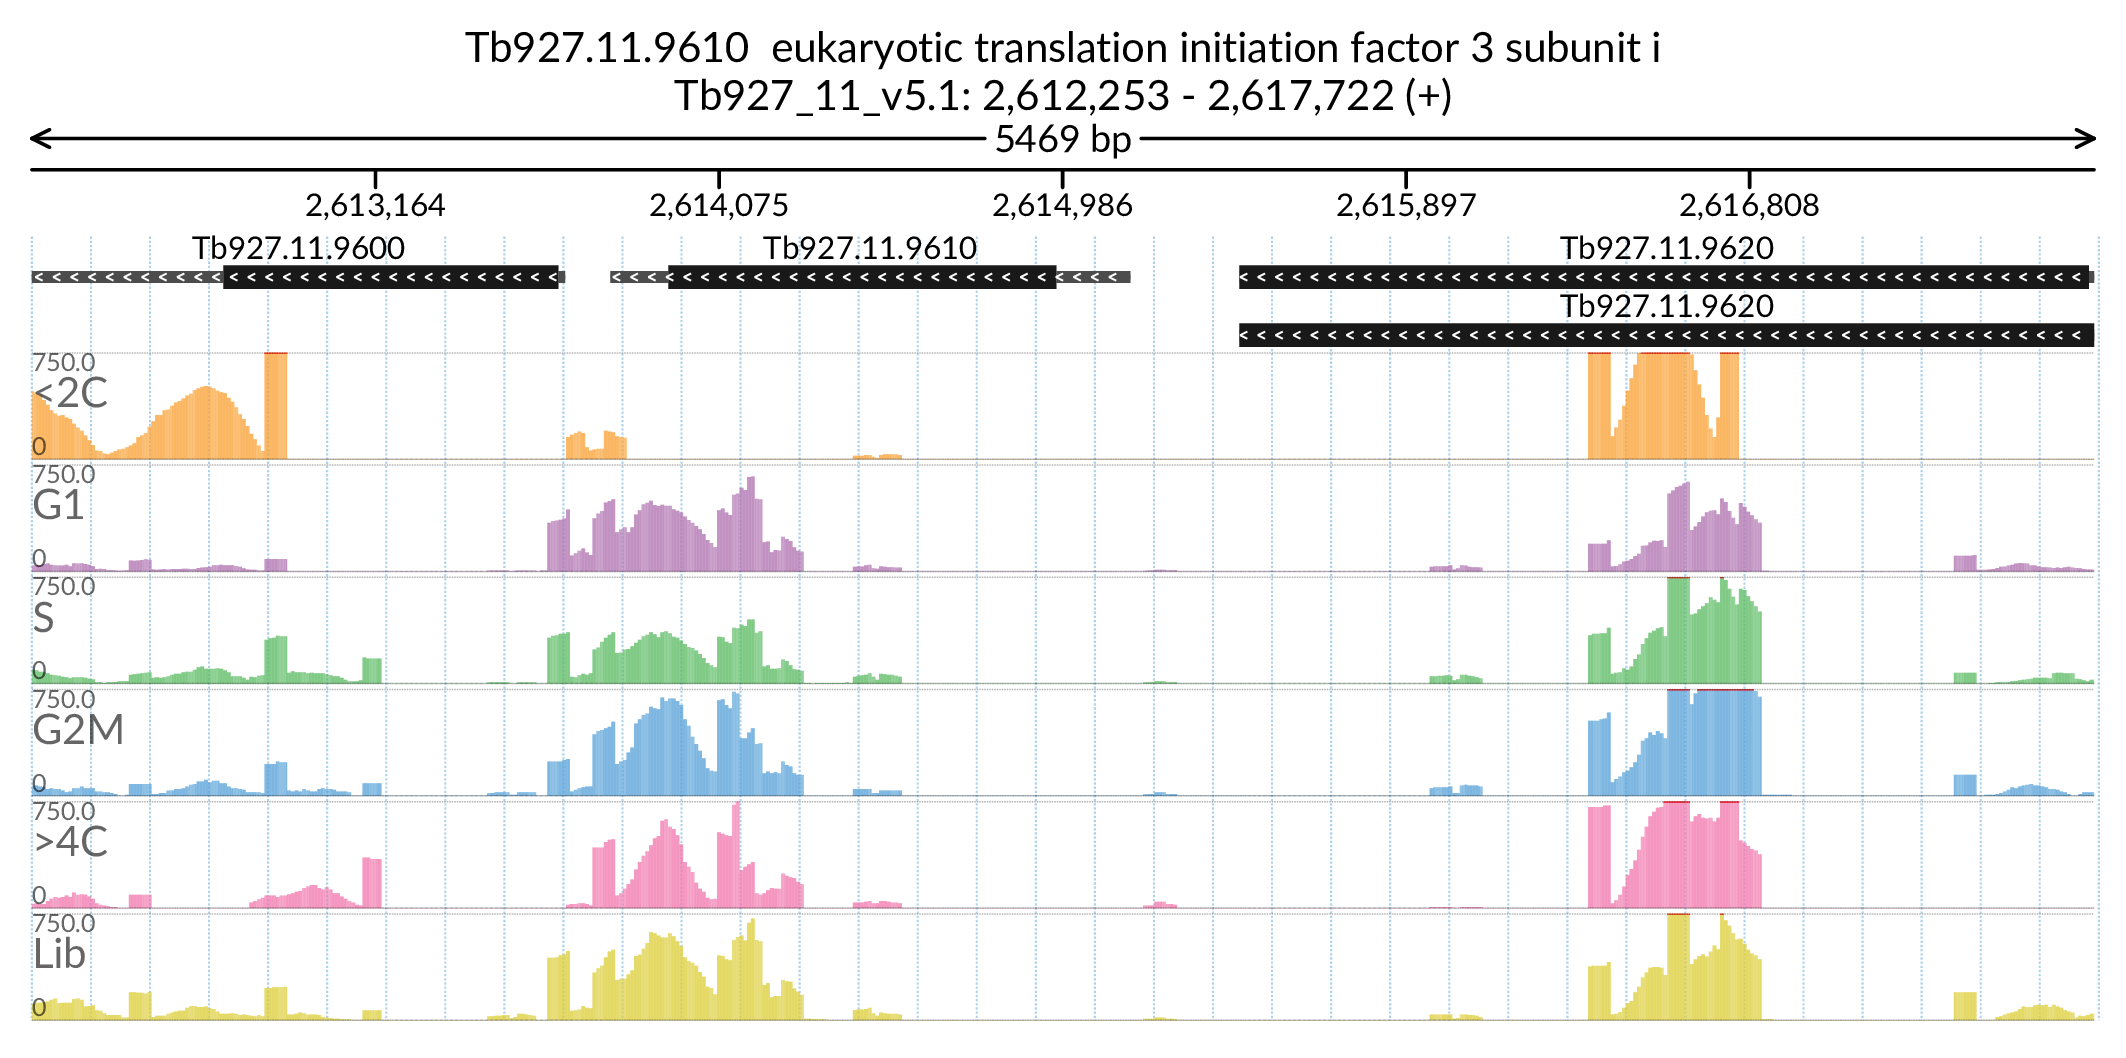 Tb927.11.9610 eukaryotic translation initiation factor 3 subunit i
Tb927_11_v5.1: 2,612,253 - 2,617,722 (+)
5469 bp
2,613,164 2,614,075 2,614,986 2,615,897 2,616,808
Tb927.11.9600 Tb927.11.9610 Tb927.11.9620
Tb927.11.9620
750.0
<2C
0
750.0
G1
0
750.0
S
0
750.0
G2M
0
750.0
>4C
0
750.0
Lib
0